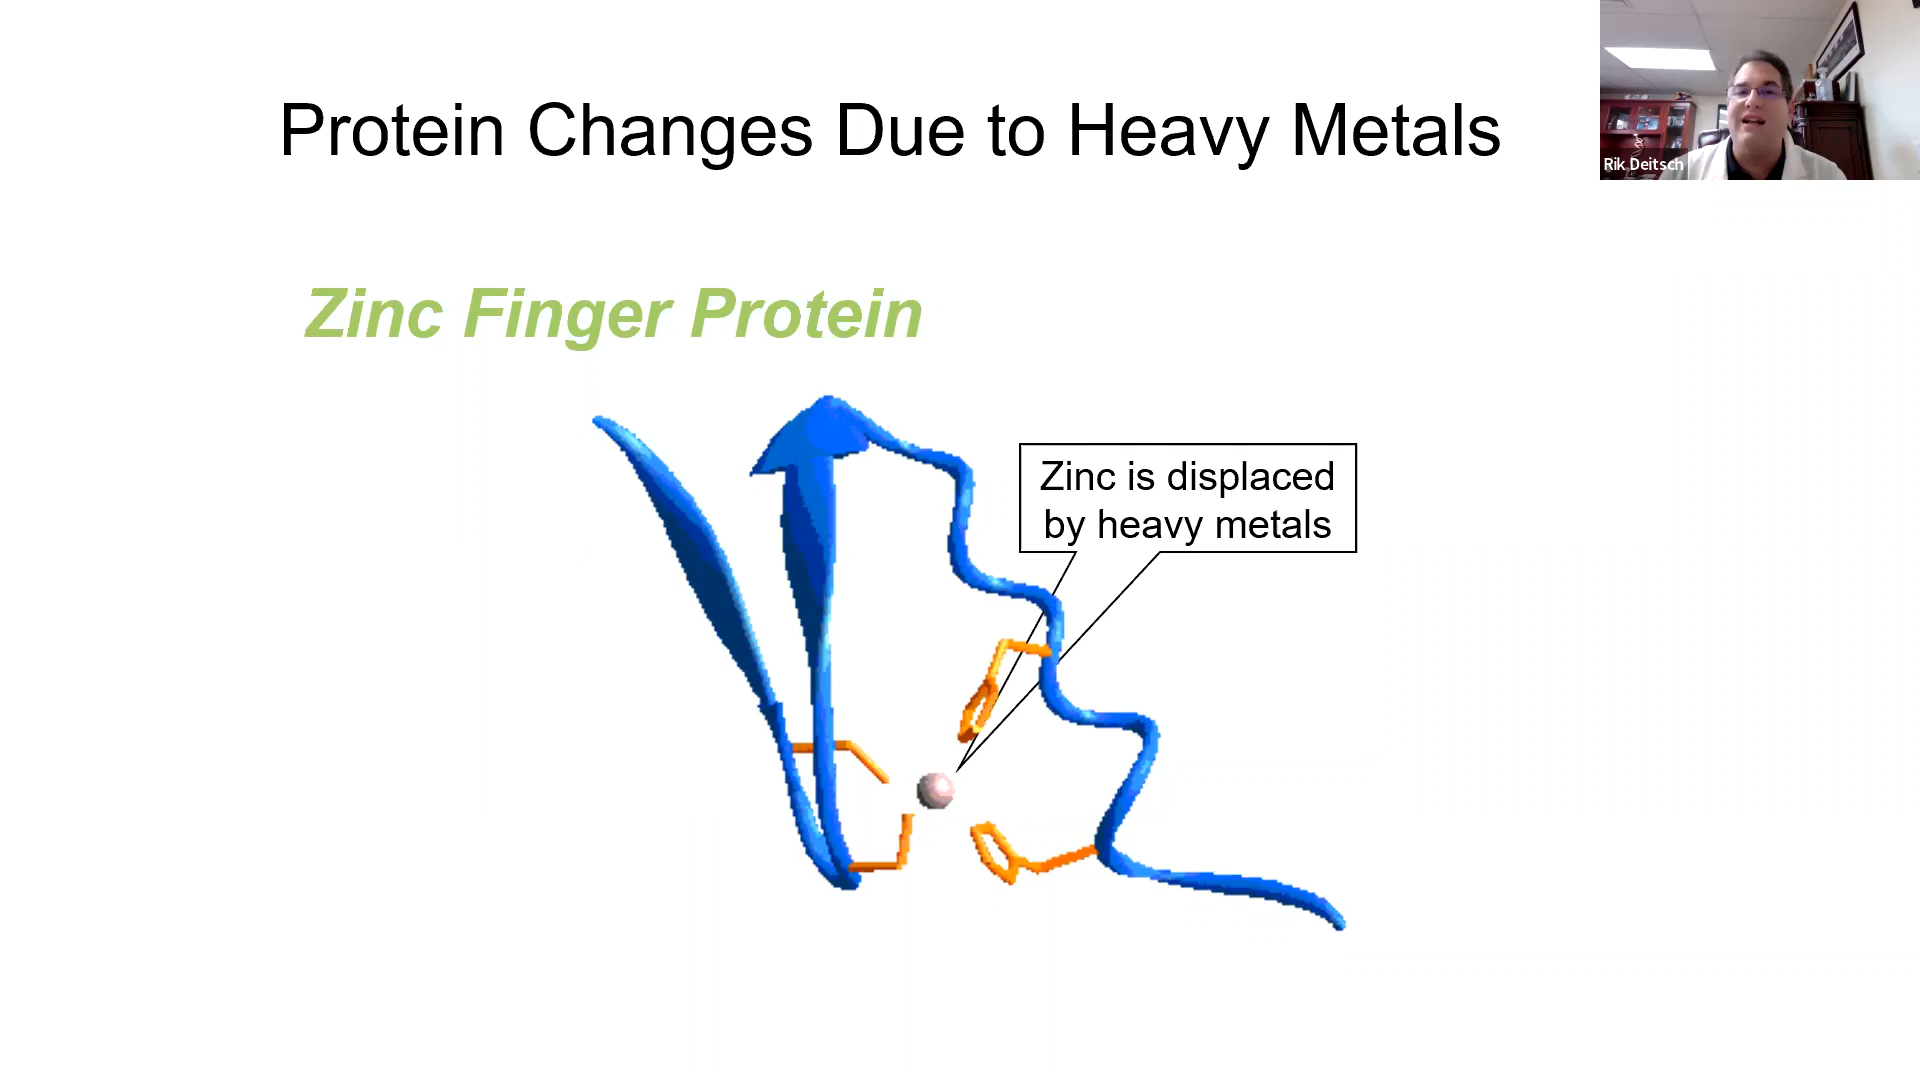 Protein Changes Due to Heavy Metals
Rik Deitsch
Zinc Finger Protein
Zinc is displaced
by heavy metals